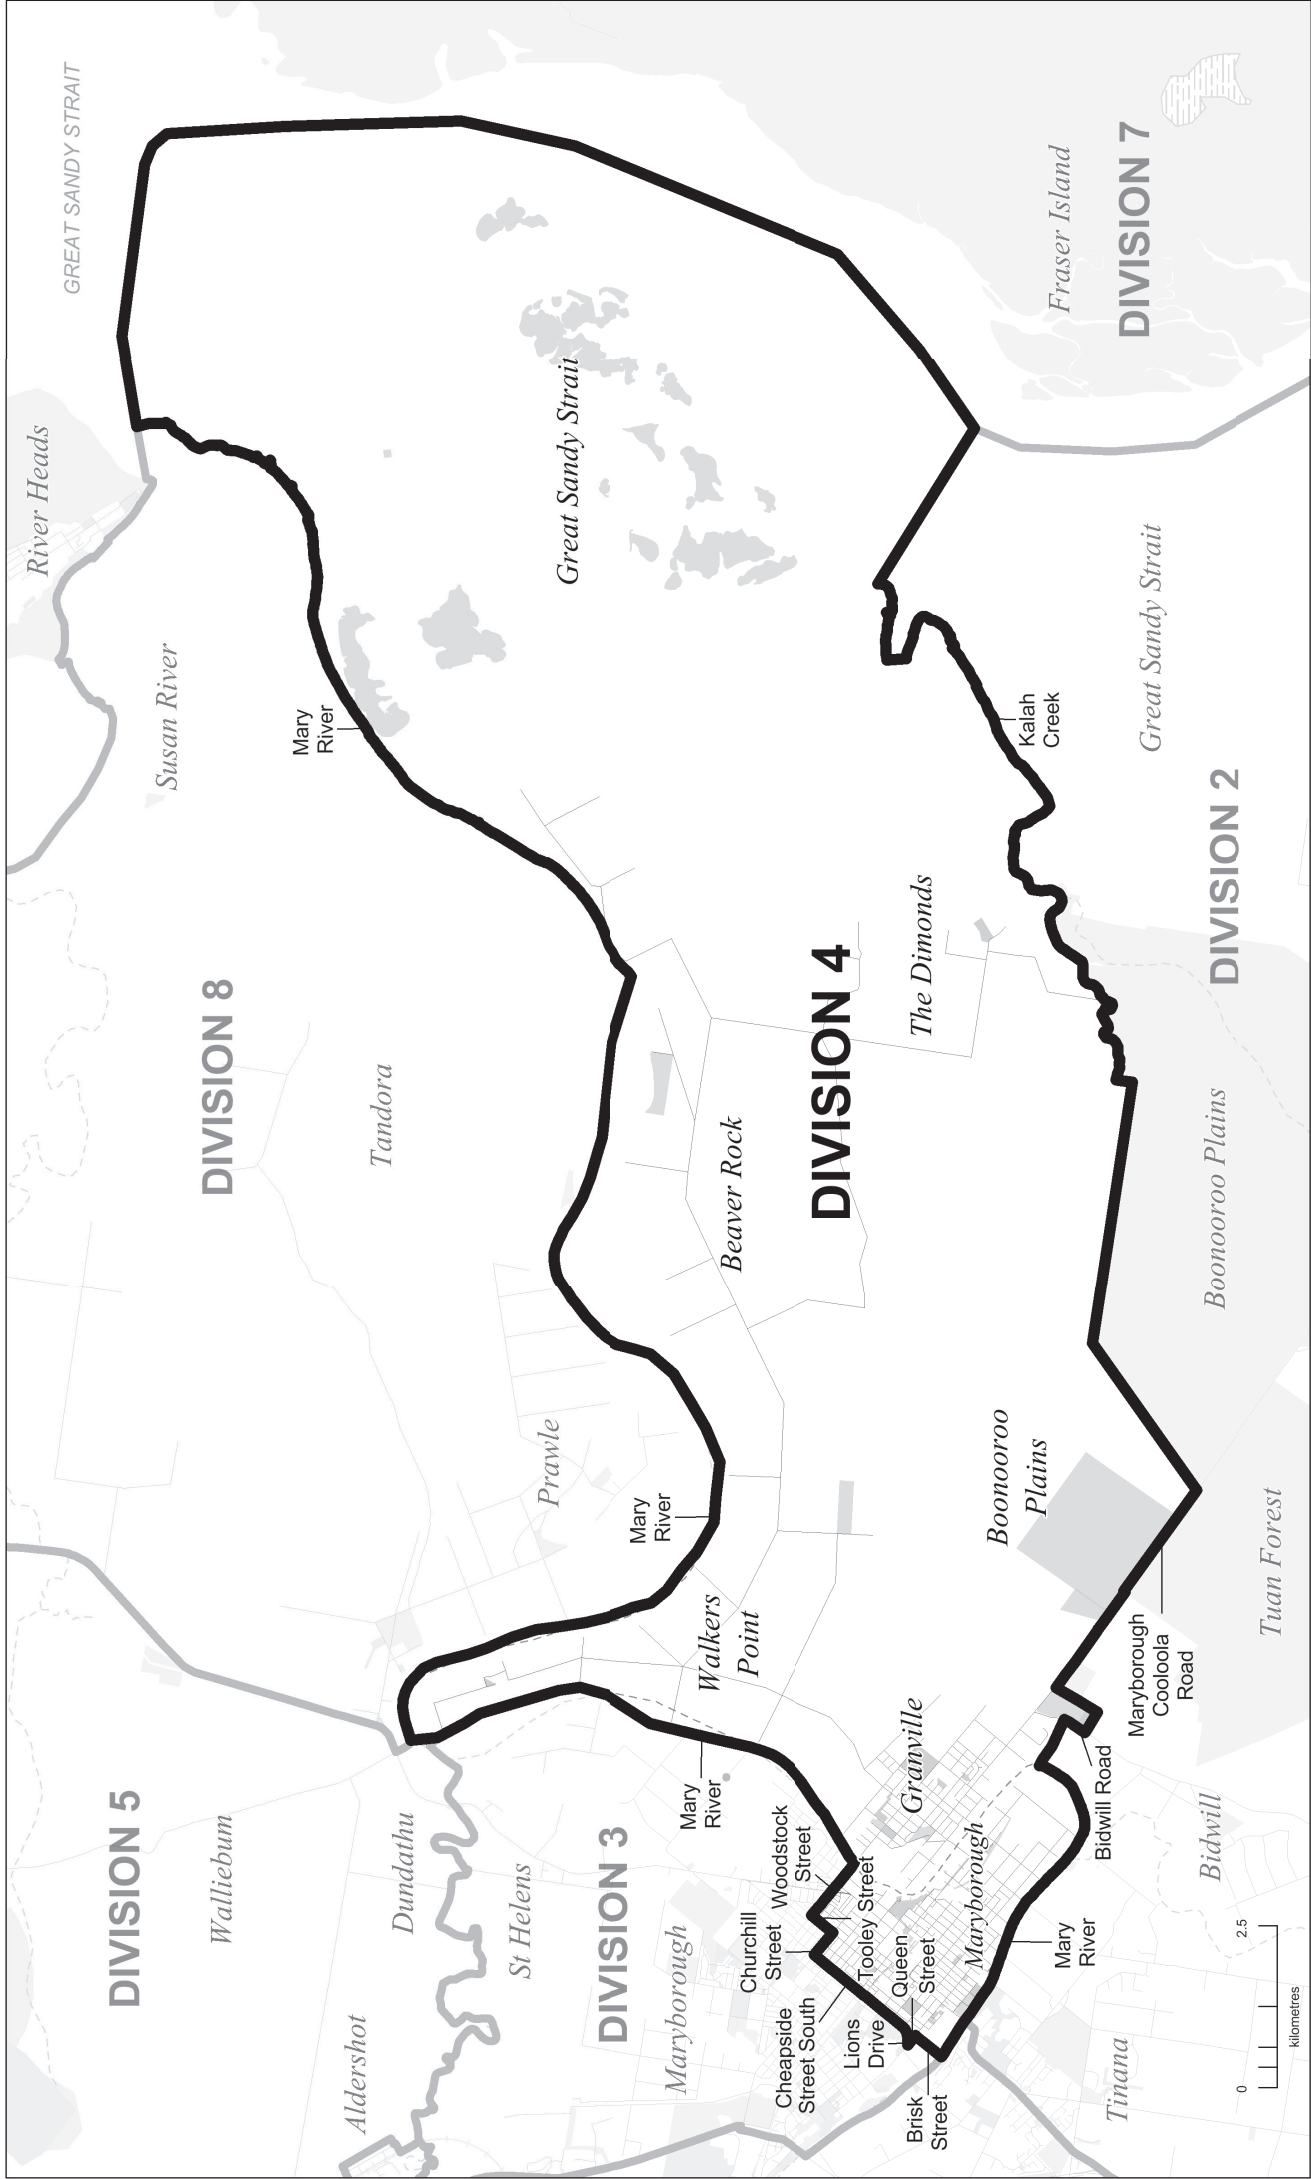 GREAT SANDY STRAIT
River Heads
DIVISION 5
Walliebum
DIVISION 8
Susan River
Mary
River
Tandora
Aldershot
Dundathu
St Helens
Prawle
DIVISION 3
Maryborough
Mary
River
Mary
River
Walkers
Point
Beaver Rock
Great Sandy Strait
DIVISION 4
The Dimonds
Churchill
Street
Woodstock
Street
Cheapside
Street South
Tooley Street
Lions
Drive
Queen
Street
Brisk
Street
Granville
Maryborough
Boonooroo
Plains
Kalah
Creek
Fraser Island
DIVISION 7
Mary
River
Bidwill Road
Maryborough
Cooloola
Road
Great Sandy Strait
DIVISION 2
Boonooroo Plains
Tinana
Bidwill
Tuan Forest
0
2.5
kilometres